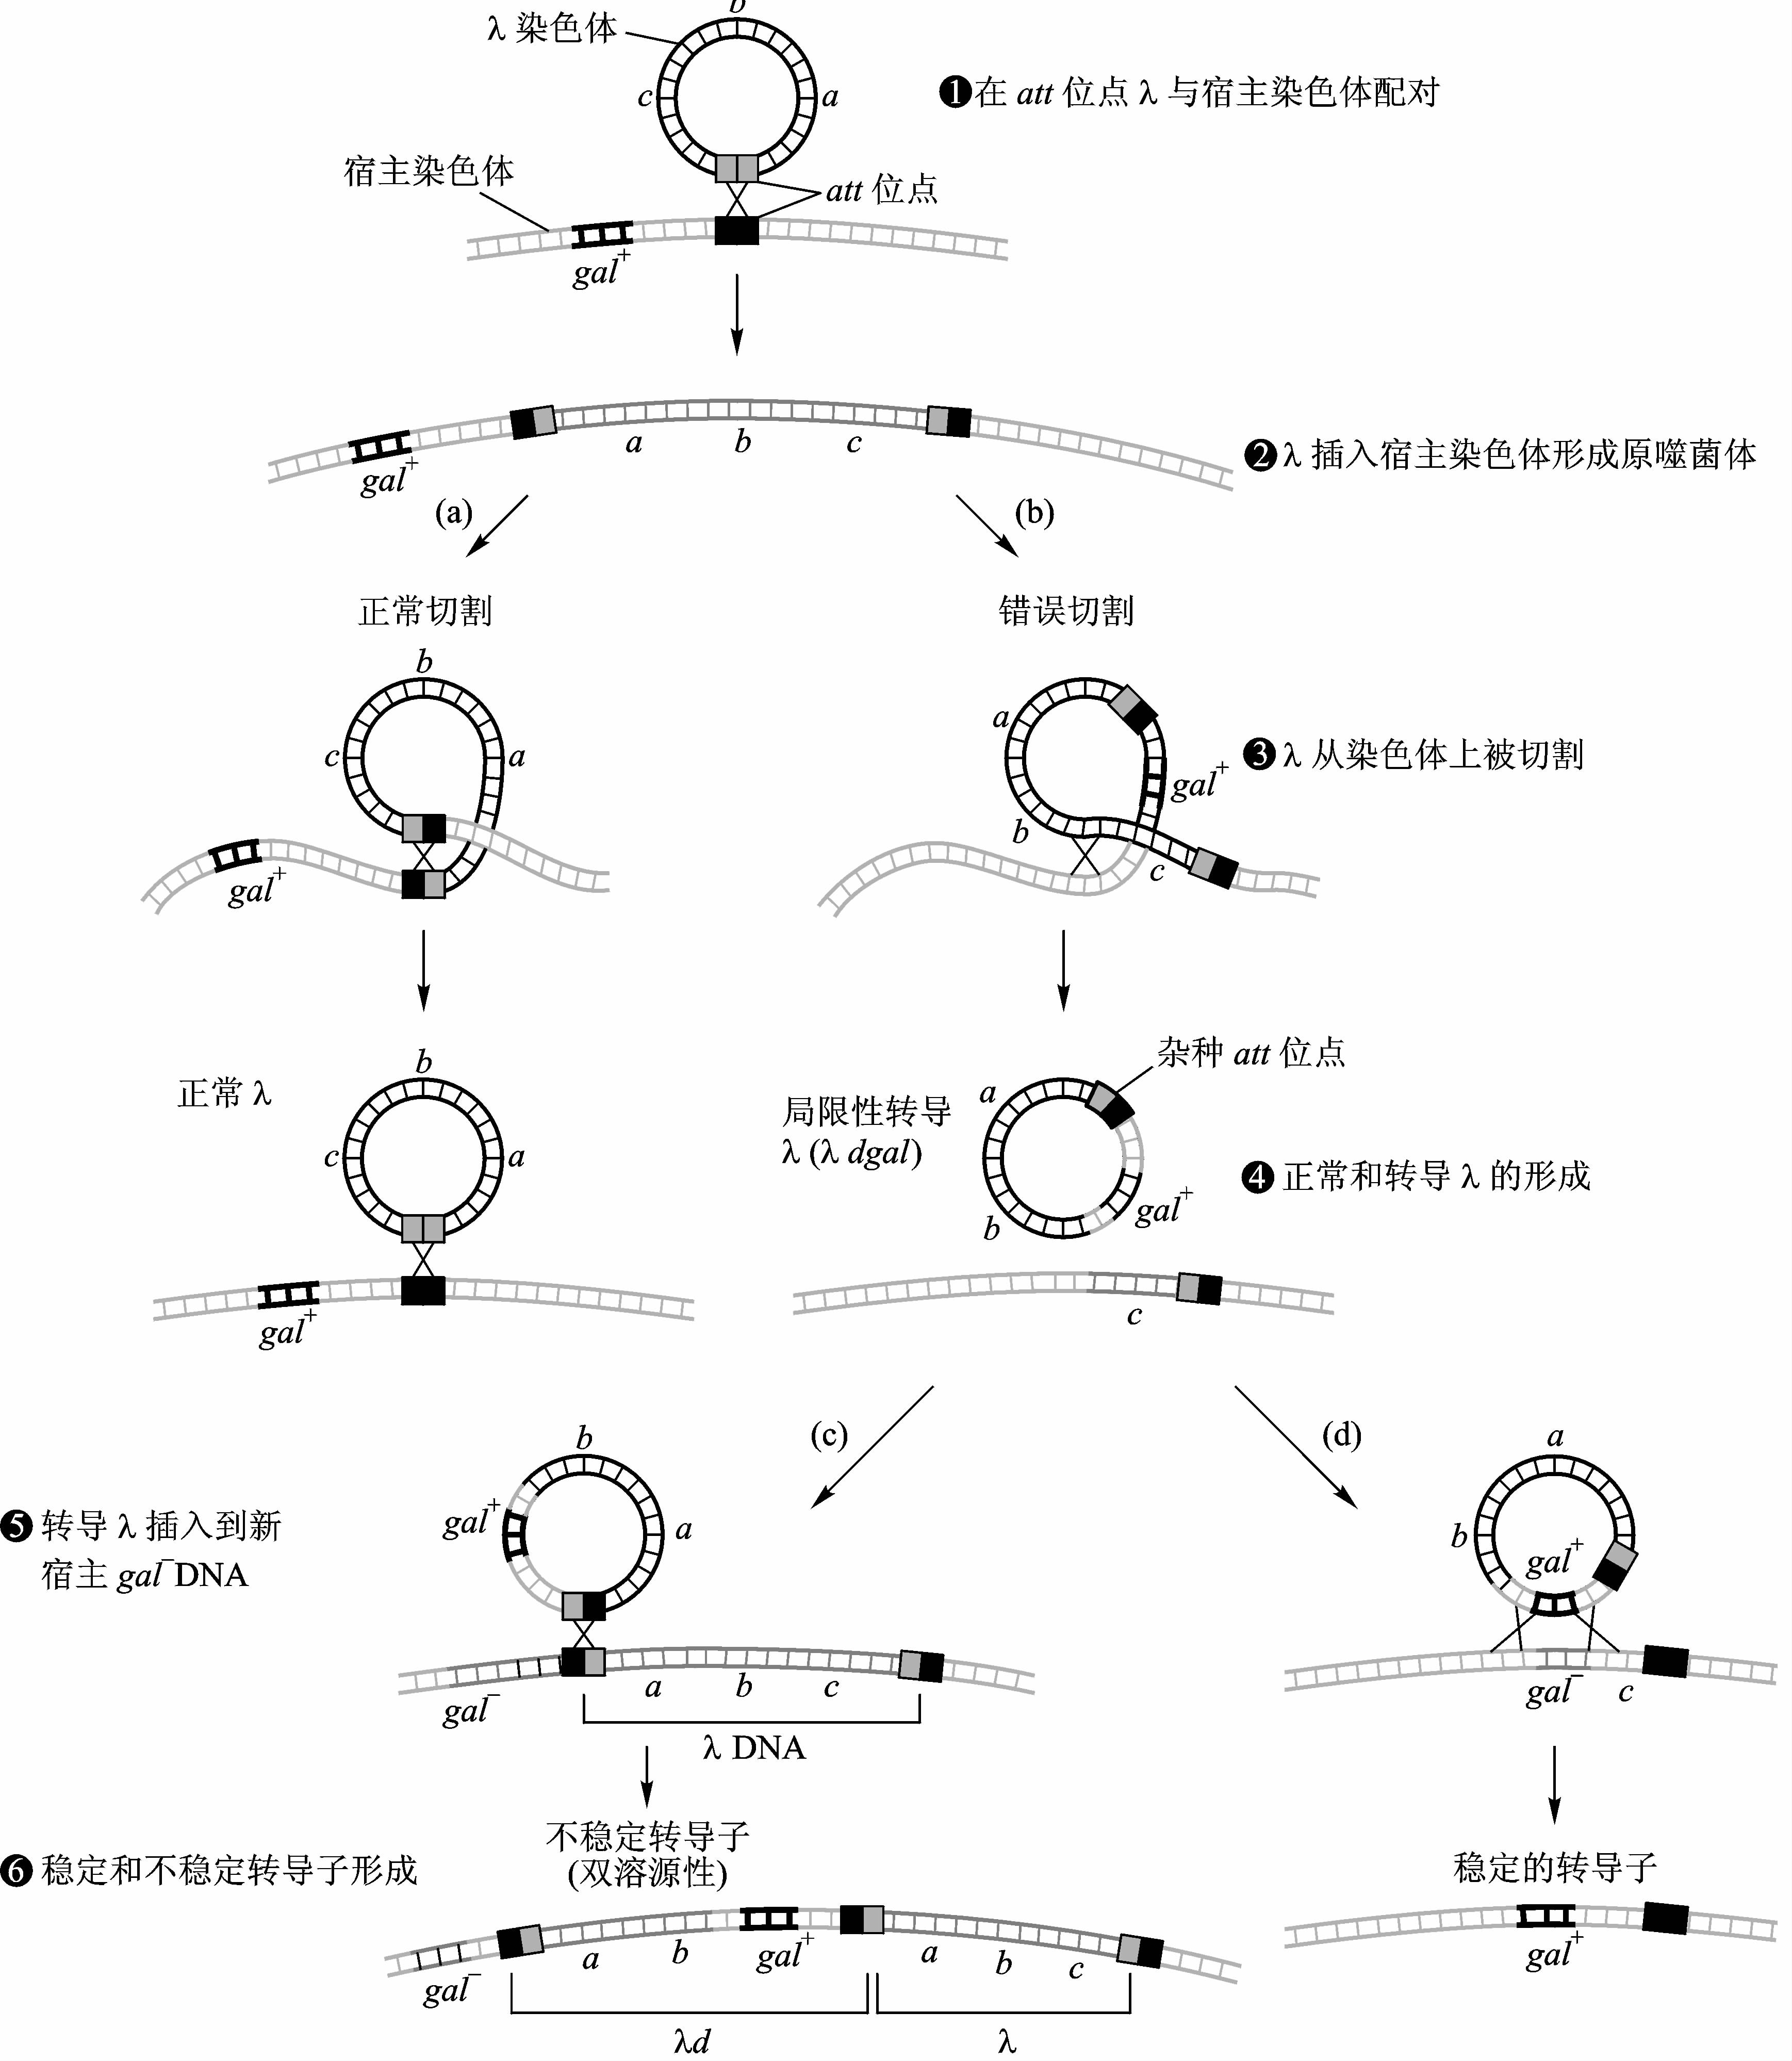 b
λ 染色体
c
a
❶在 att 位点 λ 与宿主染色体配对
宿主染色体
att 位点
gal+
a
b
c
gal+
❷λ 插入宿主染色体形成原噬菌体
(a)
(b)
正常切割
错误切割
b
c
a
gal+
a
gal+
b
c
❸λ 从染色体上被切割
正常 λ
b
c
a
gal+
局限性转导
λ (λ dgal)
杂种 att 位点
a
b
gal+
c
❹正常和转导 λ 的形成
(c)
(d)
❺转导 λ 插入到新
宿主 gal−DNA
b
gal+
a
gal−
a
b
c
λ DNA
a
b
gal+
gal−
c
❻稳定和不稳定转导子形成
不稳定转导子
(双溶源性)
稳定的转导子
gal−
a
b
gal+
a
b
c
λd
λ
gal+